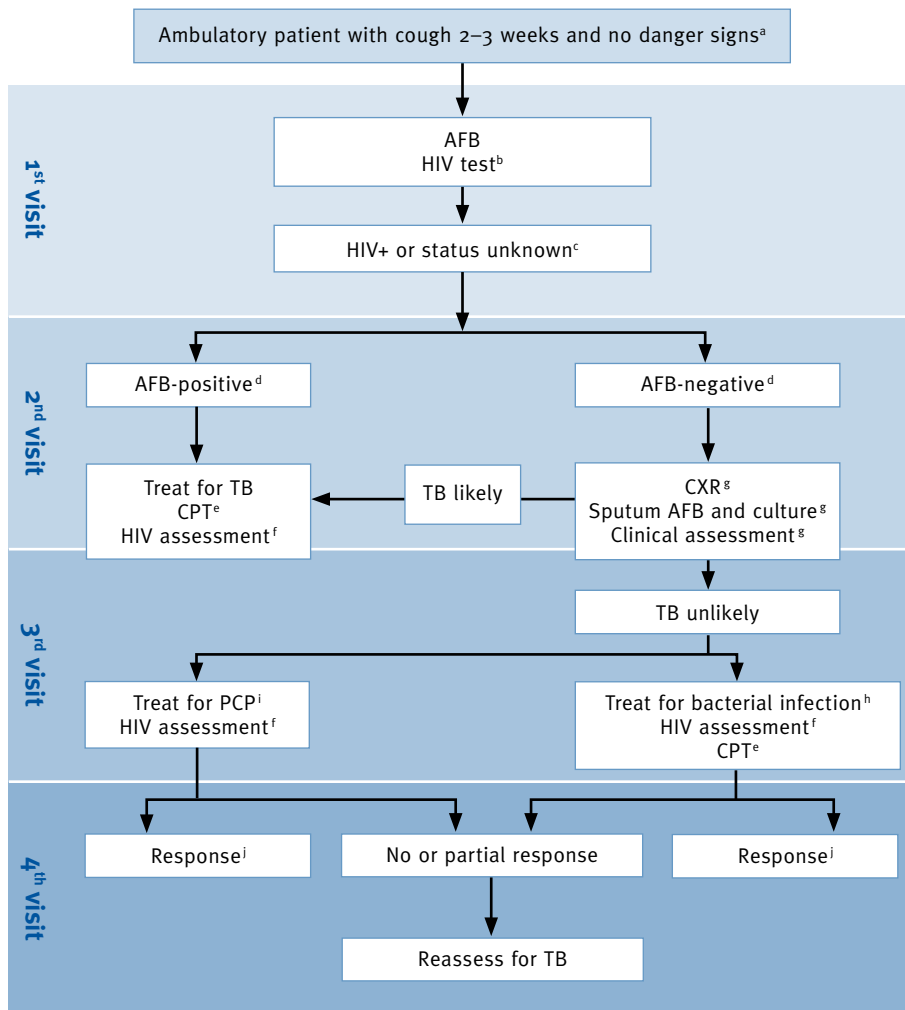 Ambulatory patient with cough 2–3 weeks and no danger signsᵃ
1st visit
AFB
HIV testᵇ
HIV+ or status unknownᶜ
2nd visit
AFB-positiveᵈ
AFB-negativeᵈ
Treat for TB
CPTᵉ
HIV assessmentᶠ
TB likely
CXRᵍ
Sputum AFB and cultureᵍ
Clinical assessmentᵍ
3rd visit
TB unlikely
Treat for PCPⁱ
HIV assessmentᶠ
Treat for bacterial infectionʰ
HIV assessmentᶠ
CPTᵉ
4th visit
Responseʲ
No or partial response
Responseʲ
Reassess for TB